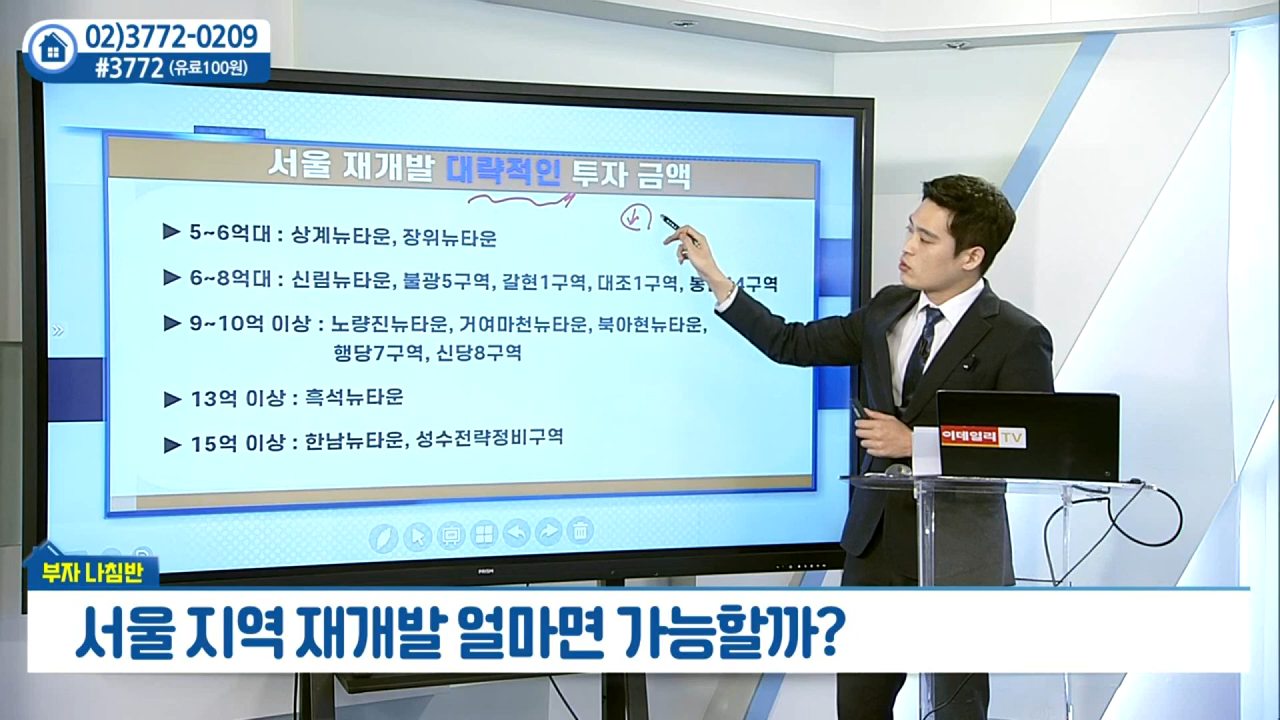 02)3772-0209
#3772 (유료100원)
서울 재개발 대략적인 투자 금액
▶ 5~6억대 : 상계뉴타운, 장위뉴타운
▶ 6~8억대 : 신림뉴타운, 불광5구역, 갈현1구역, 대조1구역, 4구역
▶ 9~10억 이상 : 노량진뉴타운, 거여마천뉴타운, 북아현뉴타운,
행당7구역, 신당8구역
▶ 13억 이상 : 흑석뉴타운
▶ 15억 이상 : 한남뉴타운, 성수전략정비구역
이데일리 TV
PRISM
부자 나침반
서울 지역 재개발 얼마면 가능할까?